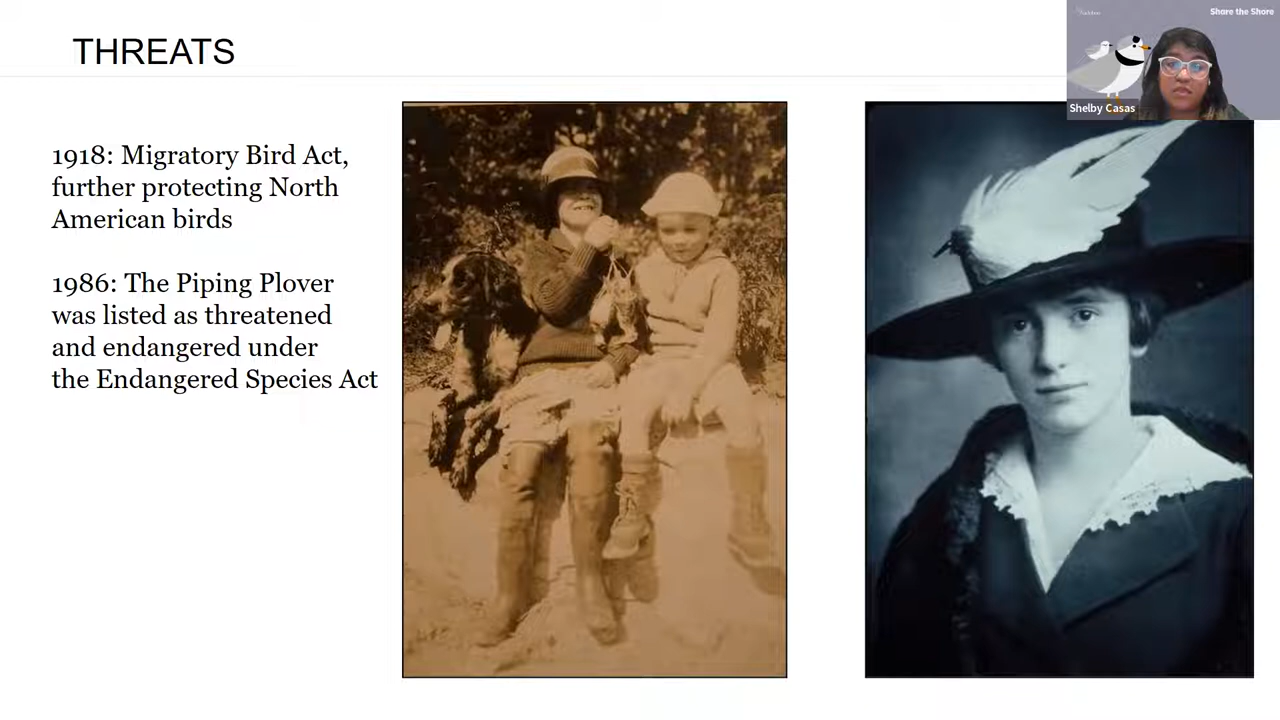 THREATS
Share the Shore
Shelby Casas
1918: Migratory Bird Act,
further protecting North
American birds
1986: The Piping Plover
was listed as threatened
and endangered under
the Endangered Species Act